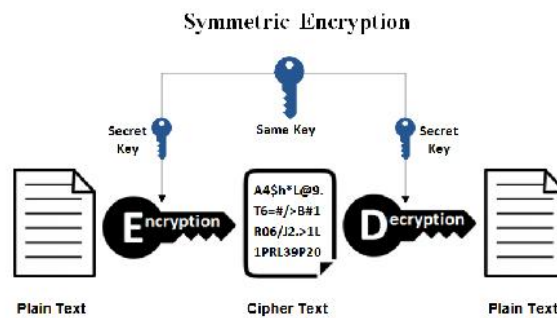 Symmetric Encryption
Secret
Key
Same Key
Secret
Key
A4$h*L@9.
T6=#/>B#1
R06/J2.>1L
1PRL39P20
Encryption
Decryption
Plain Text
Cipher Text
Plain Text